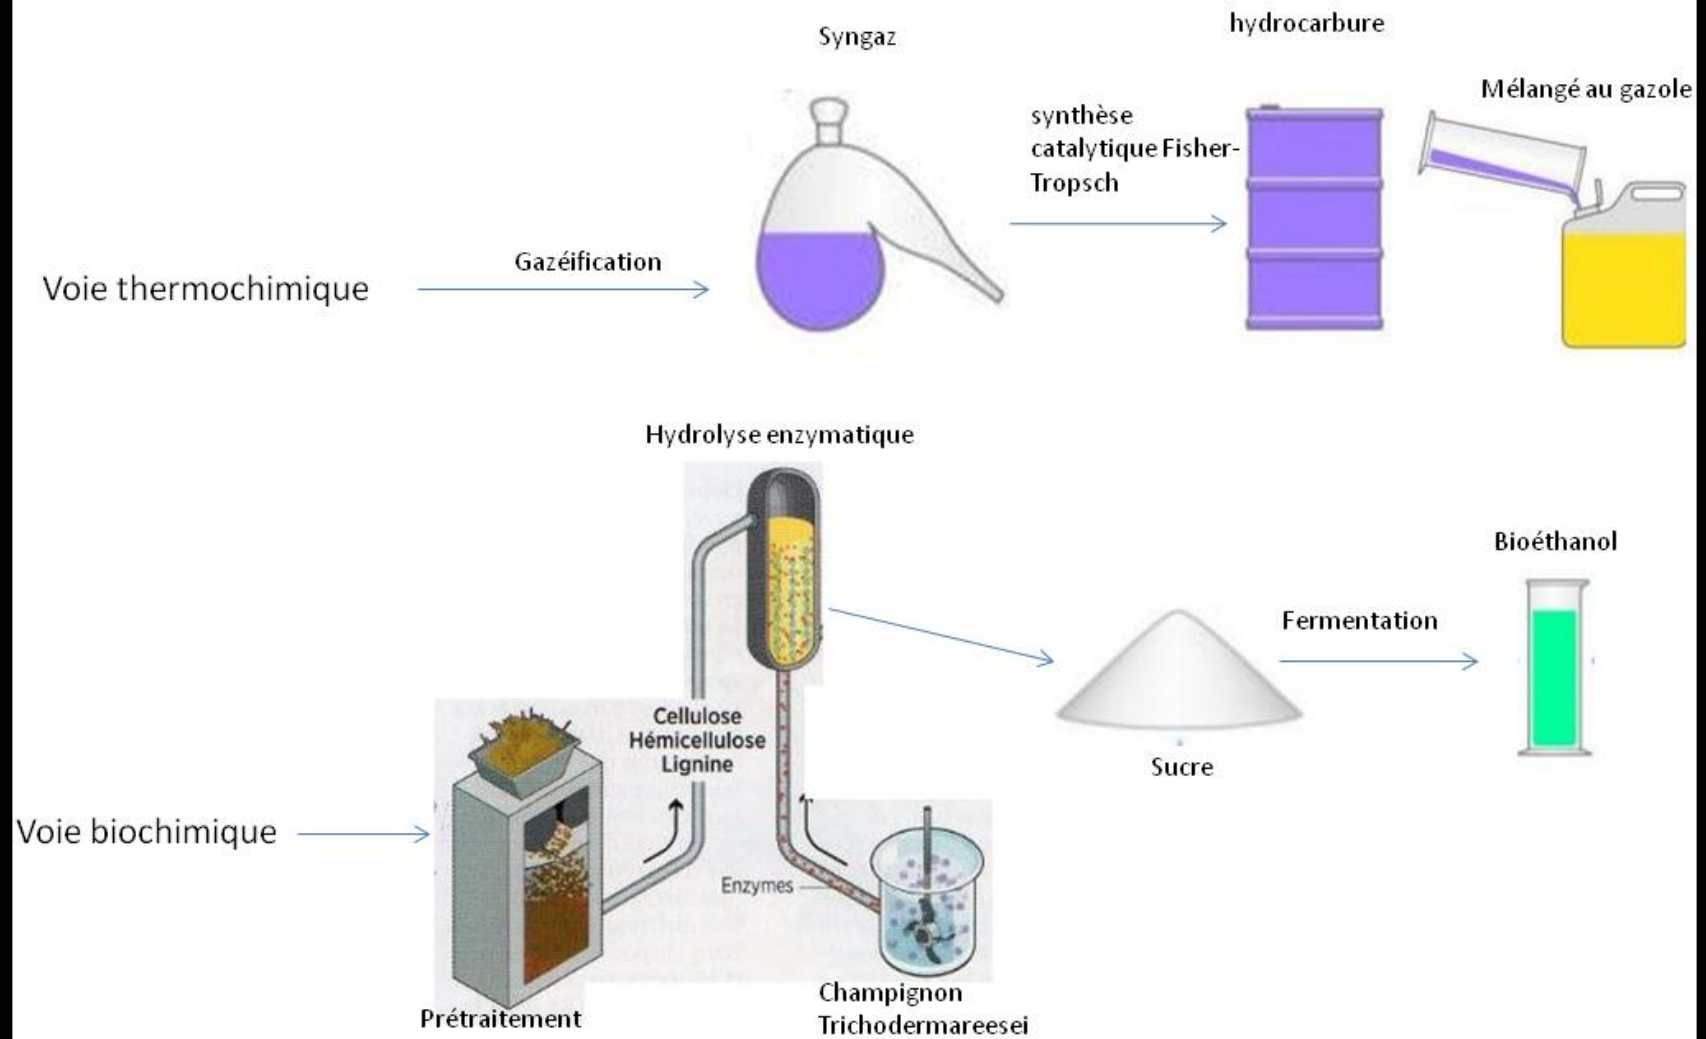 Syngaz
hydrocarbure
Mélangé au gazole
synthèse
catalytique Fisher-
Tropsch
Gazéification
Voie thermochimique
Hydrolyse enzymatique
Bioéthanol
Fermentation
Cellulose
Hémicellulose
Lignine
Sucre
Voie biochimique
Enzymes
Champignon
Trichodermareesei
Prétraitement